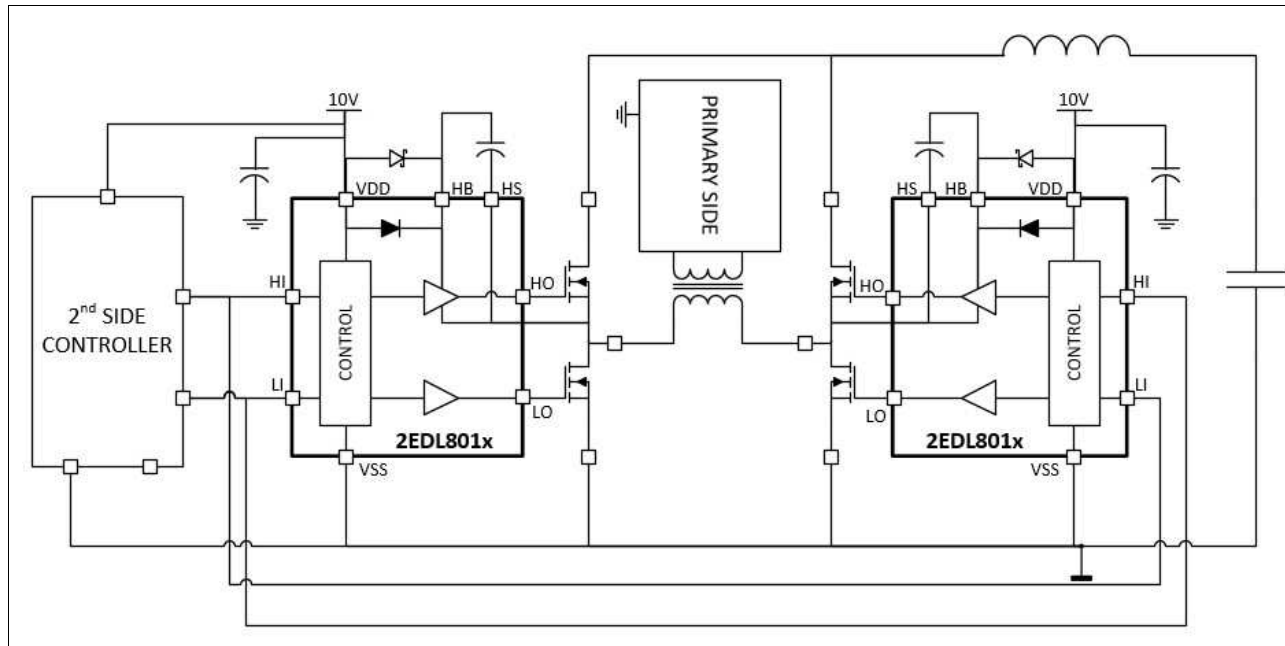 10V
VDD
HB
HS
HI
LI
CONTROL
HO
LO
2EDL801x
VSS
2nd SIDE
CONTROLLER
PRIMARY SIDE
10V
HS
HB
VDD
HO
LO
CONTROL
HI
LI
2EDL801x
VSS